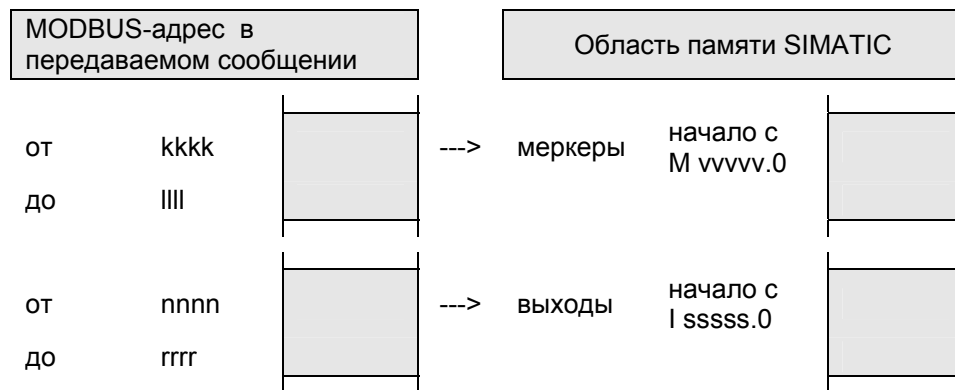 MODBUS-адрес в
передаваемом сообщении
Область памяти SIMATIC
от kkkk ---> меркеры начало с
M vvvvv.0
до llll
от nnnn ---> выходы начало с
I sssss.0
до rrrr